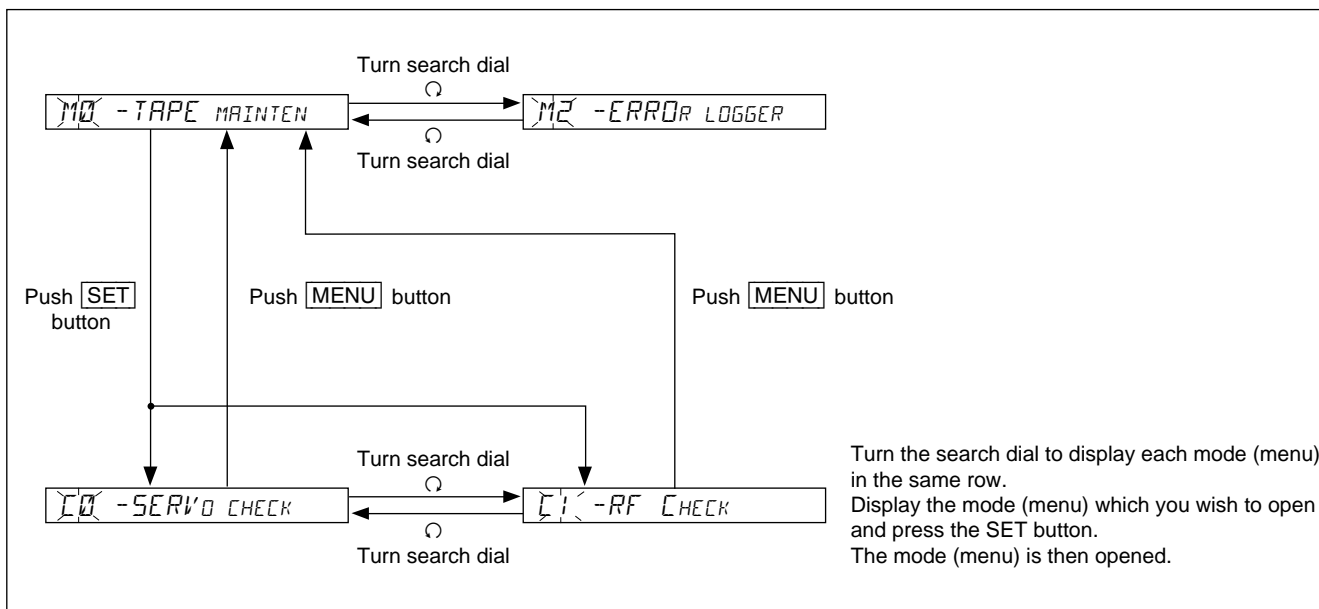 Turn search dial
M0 -TAPE MAINTEN
M2 -ERROR LOGGER
Turn search dial
Push SET
button
Push MENU button
Push MENU button
Turn search dial
C0 -SERVO CHECK
C1 -RF CHECK
Turn search dial
Turn the search dial to display each mode (menu)
in the same row.
Display the mode (menu) which you wish to open
and press the SET button.
The mode (menu) is then opened.